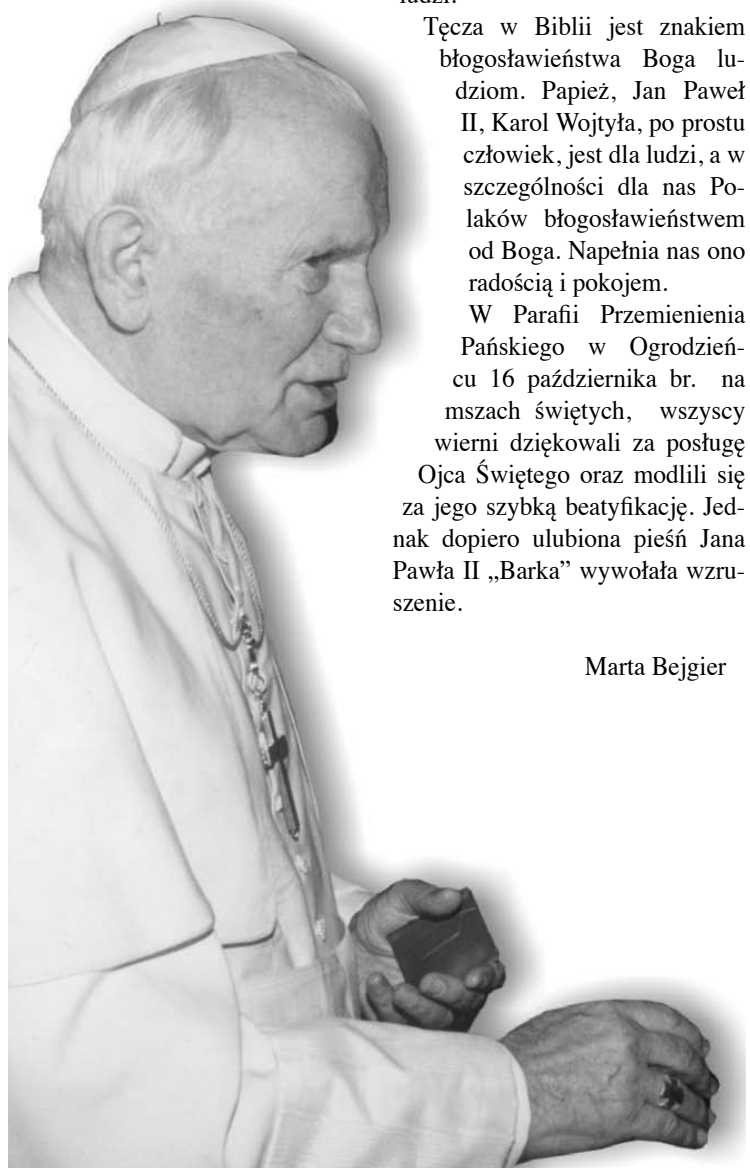 Tęcza w Biblii jest znakiem
błogosławieństwa Boga lu-
dziom. Papież, Jan Paweł
II, Karol Wojtyła, po prostu
człowiek, jest dla ludzi, a w
szczególności dla nas Po-
laków błogosławieństwem
od Boga. Napełnia nas ono
radością i pokojem.
W Parafii Przemienienia
Pańskiego w Ogrodzień-
cu 16 października br. na
mszach świętych, wszyscy
wierni dziękowali za posługę
Ojca Świętego oraz modlili się
za jego szybką beatyfikację. Jed-
nak dopiero ulubiona pieśń Jana
Pawła II „Barka” wywołała wzru-
szenie.
Marta Bejgier